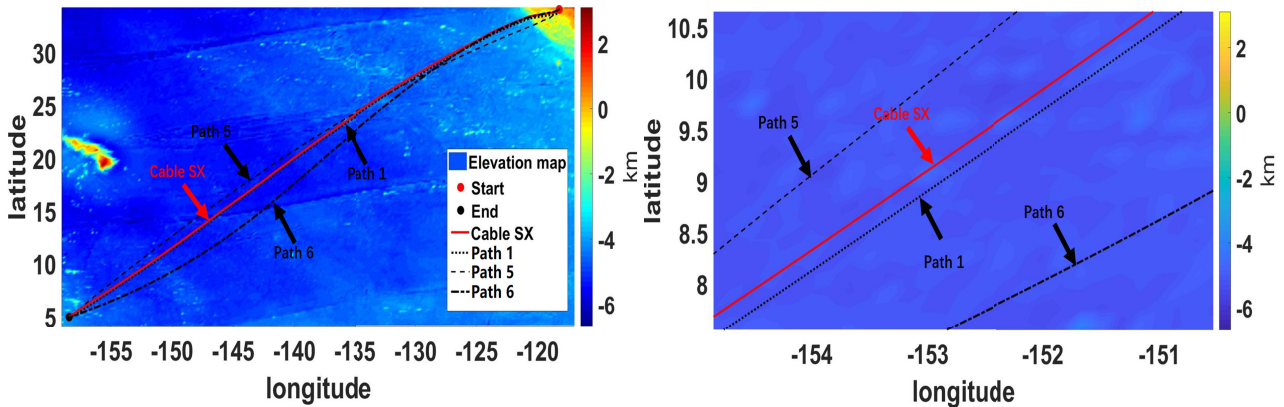 latitude
30
25
20
15
10
5
-155
-150
-145
-140
-135
-130
-125
-120
longitude
Path 5
Cable SX
Path 1
Path 6
Elevation map
Start
End
Cable SX
Path 1
Path 5
Path 6
2
0
-2
-4
-6
km
latitude
10.5
10
9.5
9
8.5
8
-154
-153
-152
-151
longitude
Cable SX
Path 5
Path 6
Path 1
2
0
-2
-4
-6
km